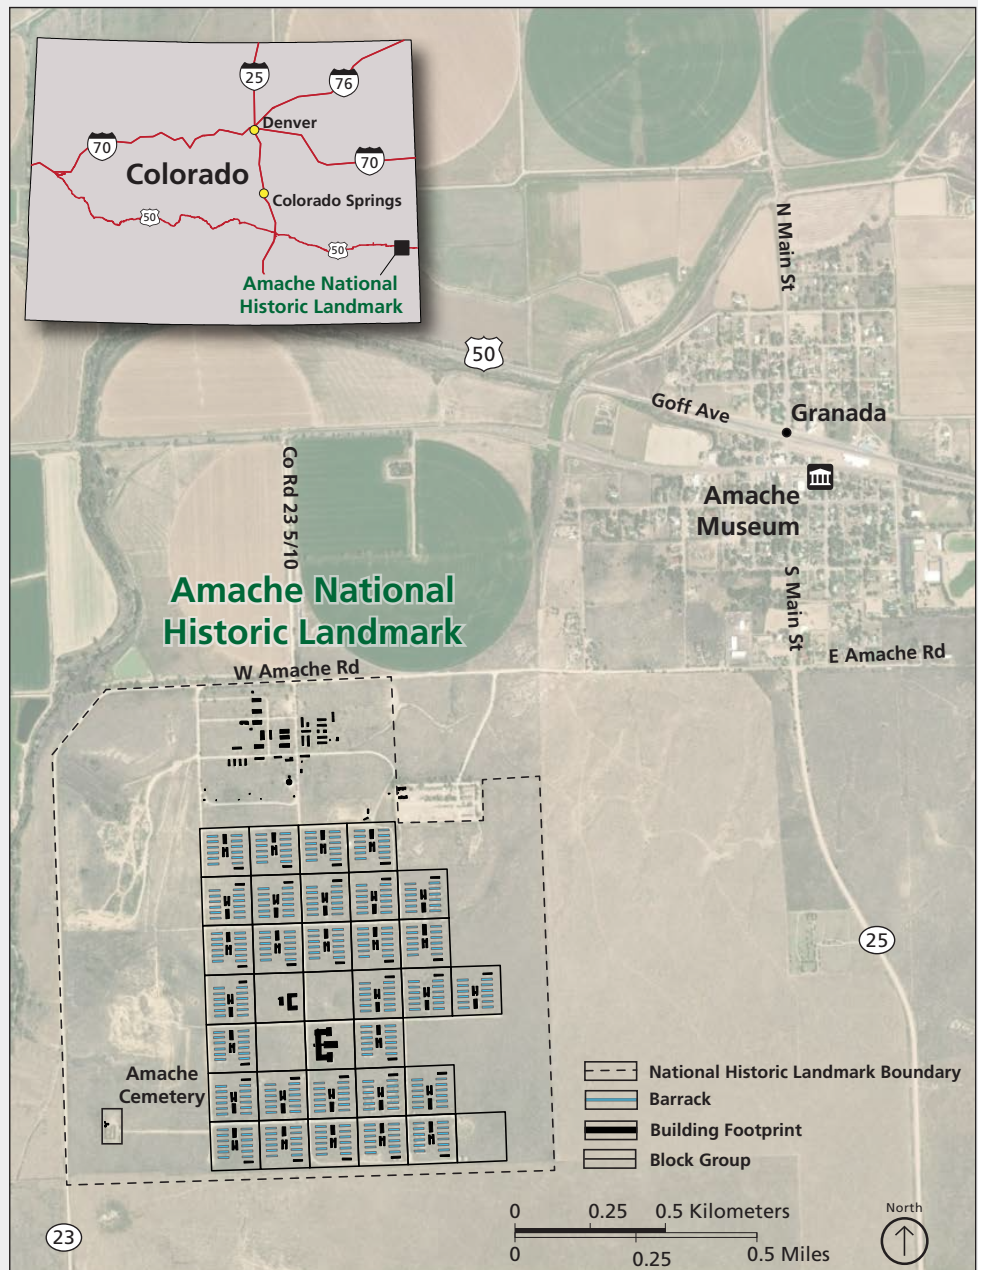 25
76
Denver
70
Colorado
70
Colorado Springs
50
50
Amache National
Historic Landmark
N Main St
50
Goff Ave
Granada
Amache
Museum
Co Rd 23 5/10
Amache National
Historic Landmark
S Main St
W Amache Rd
E Amache Rd
25
Amache
Cemetery
National Historic Landmark Boundary
Barrack
Building Footprint
Block Group
23
0 0.25 0.5 Kilometers
0 0.25 0.5 Miles
North